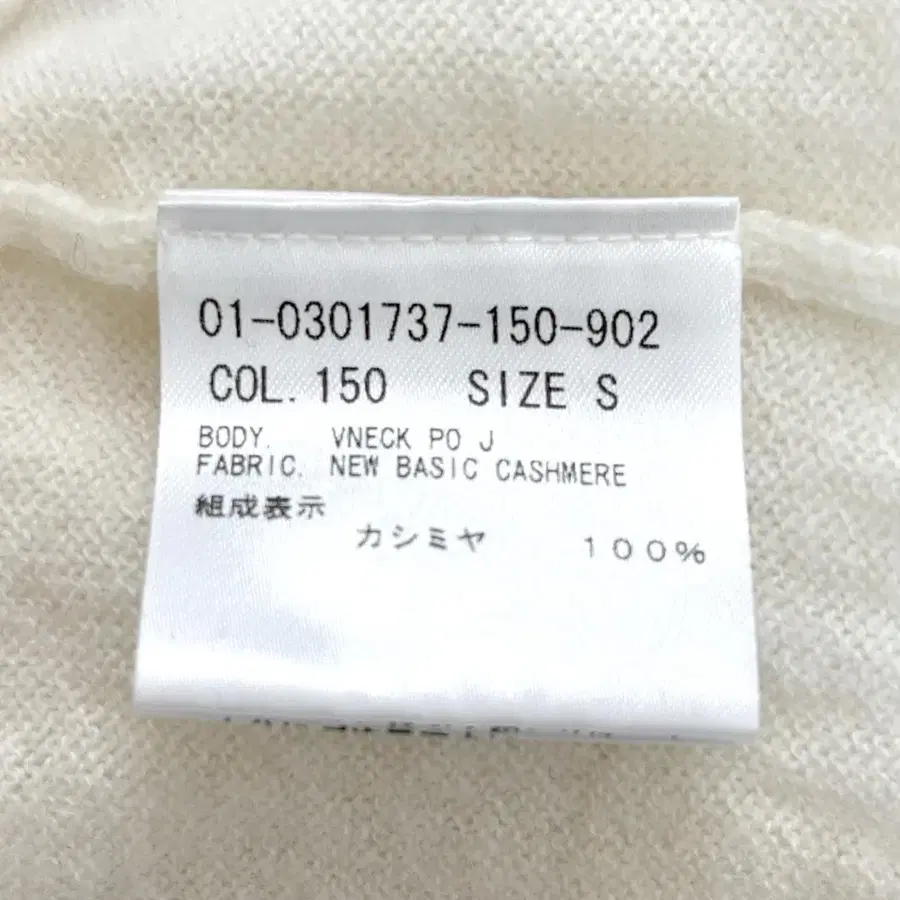 01-0301737-150-902
COL. 150 SIZE S
BODY. VNECK PO J
FABRIC. NEW BASIC CASHMERE
組成表示
カシミヤ 100%